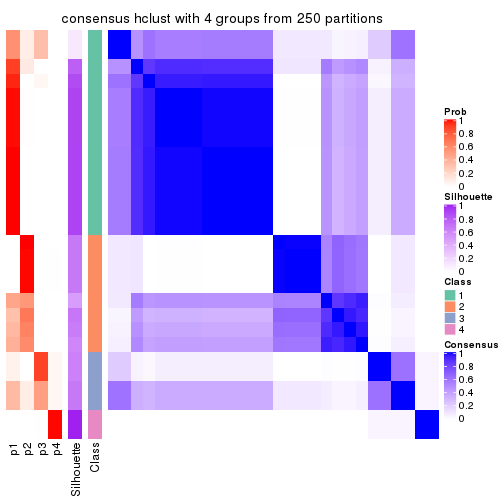 consensus hclust with 4 groups from 250 partitions
Prob
1
0.8
0.6
0.4
0.2
0
Silhouette
1
0.8
0.6
0.4
0.2
0
Class
1
2
3
4
Consensus
1
0.8
0.6
0.4
0.2
0
p1
p2
p3
p4
Silhouette
Class